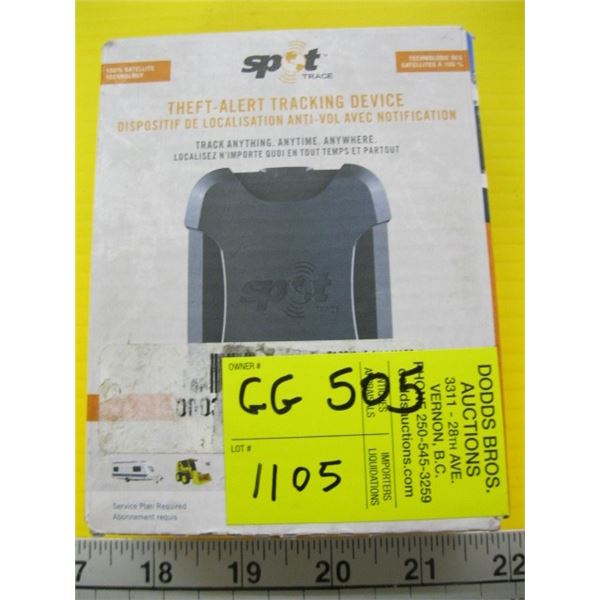 100% SATELLITE
TECHNOLOGY
spot
TRACE
TECHNOLOGIE DES
SATELLITES À 100 %
THEFT-ALERT TRACKING DEVICE
DISPOSITIF DE LOCALISATION ANTI-VOL AVEC NOTIFICATION
TRACK ANYTHING. ANYTIME. ANYWHERE.
LOCALISEZ N'IMPORTE QUOI EN TOUT TEMPS ET PARTOUT
spot
TRACE
OWNER #
GG 505
LOT #
1105
APPRAISALS
IMPORTERS
LIQUIDATIONS
DODDS BROS.
AUCTIONS
3311 - 28TH AVE.
VERNON, B.C.
PHONE 250-545-3259
doddsauctions.com
Service Plan Required
Abonnement requis
17 18 19 20 21 22